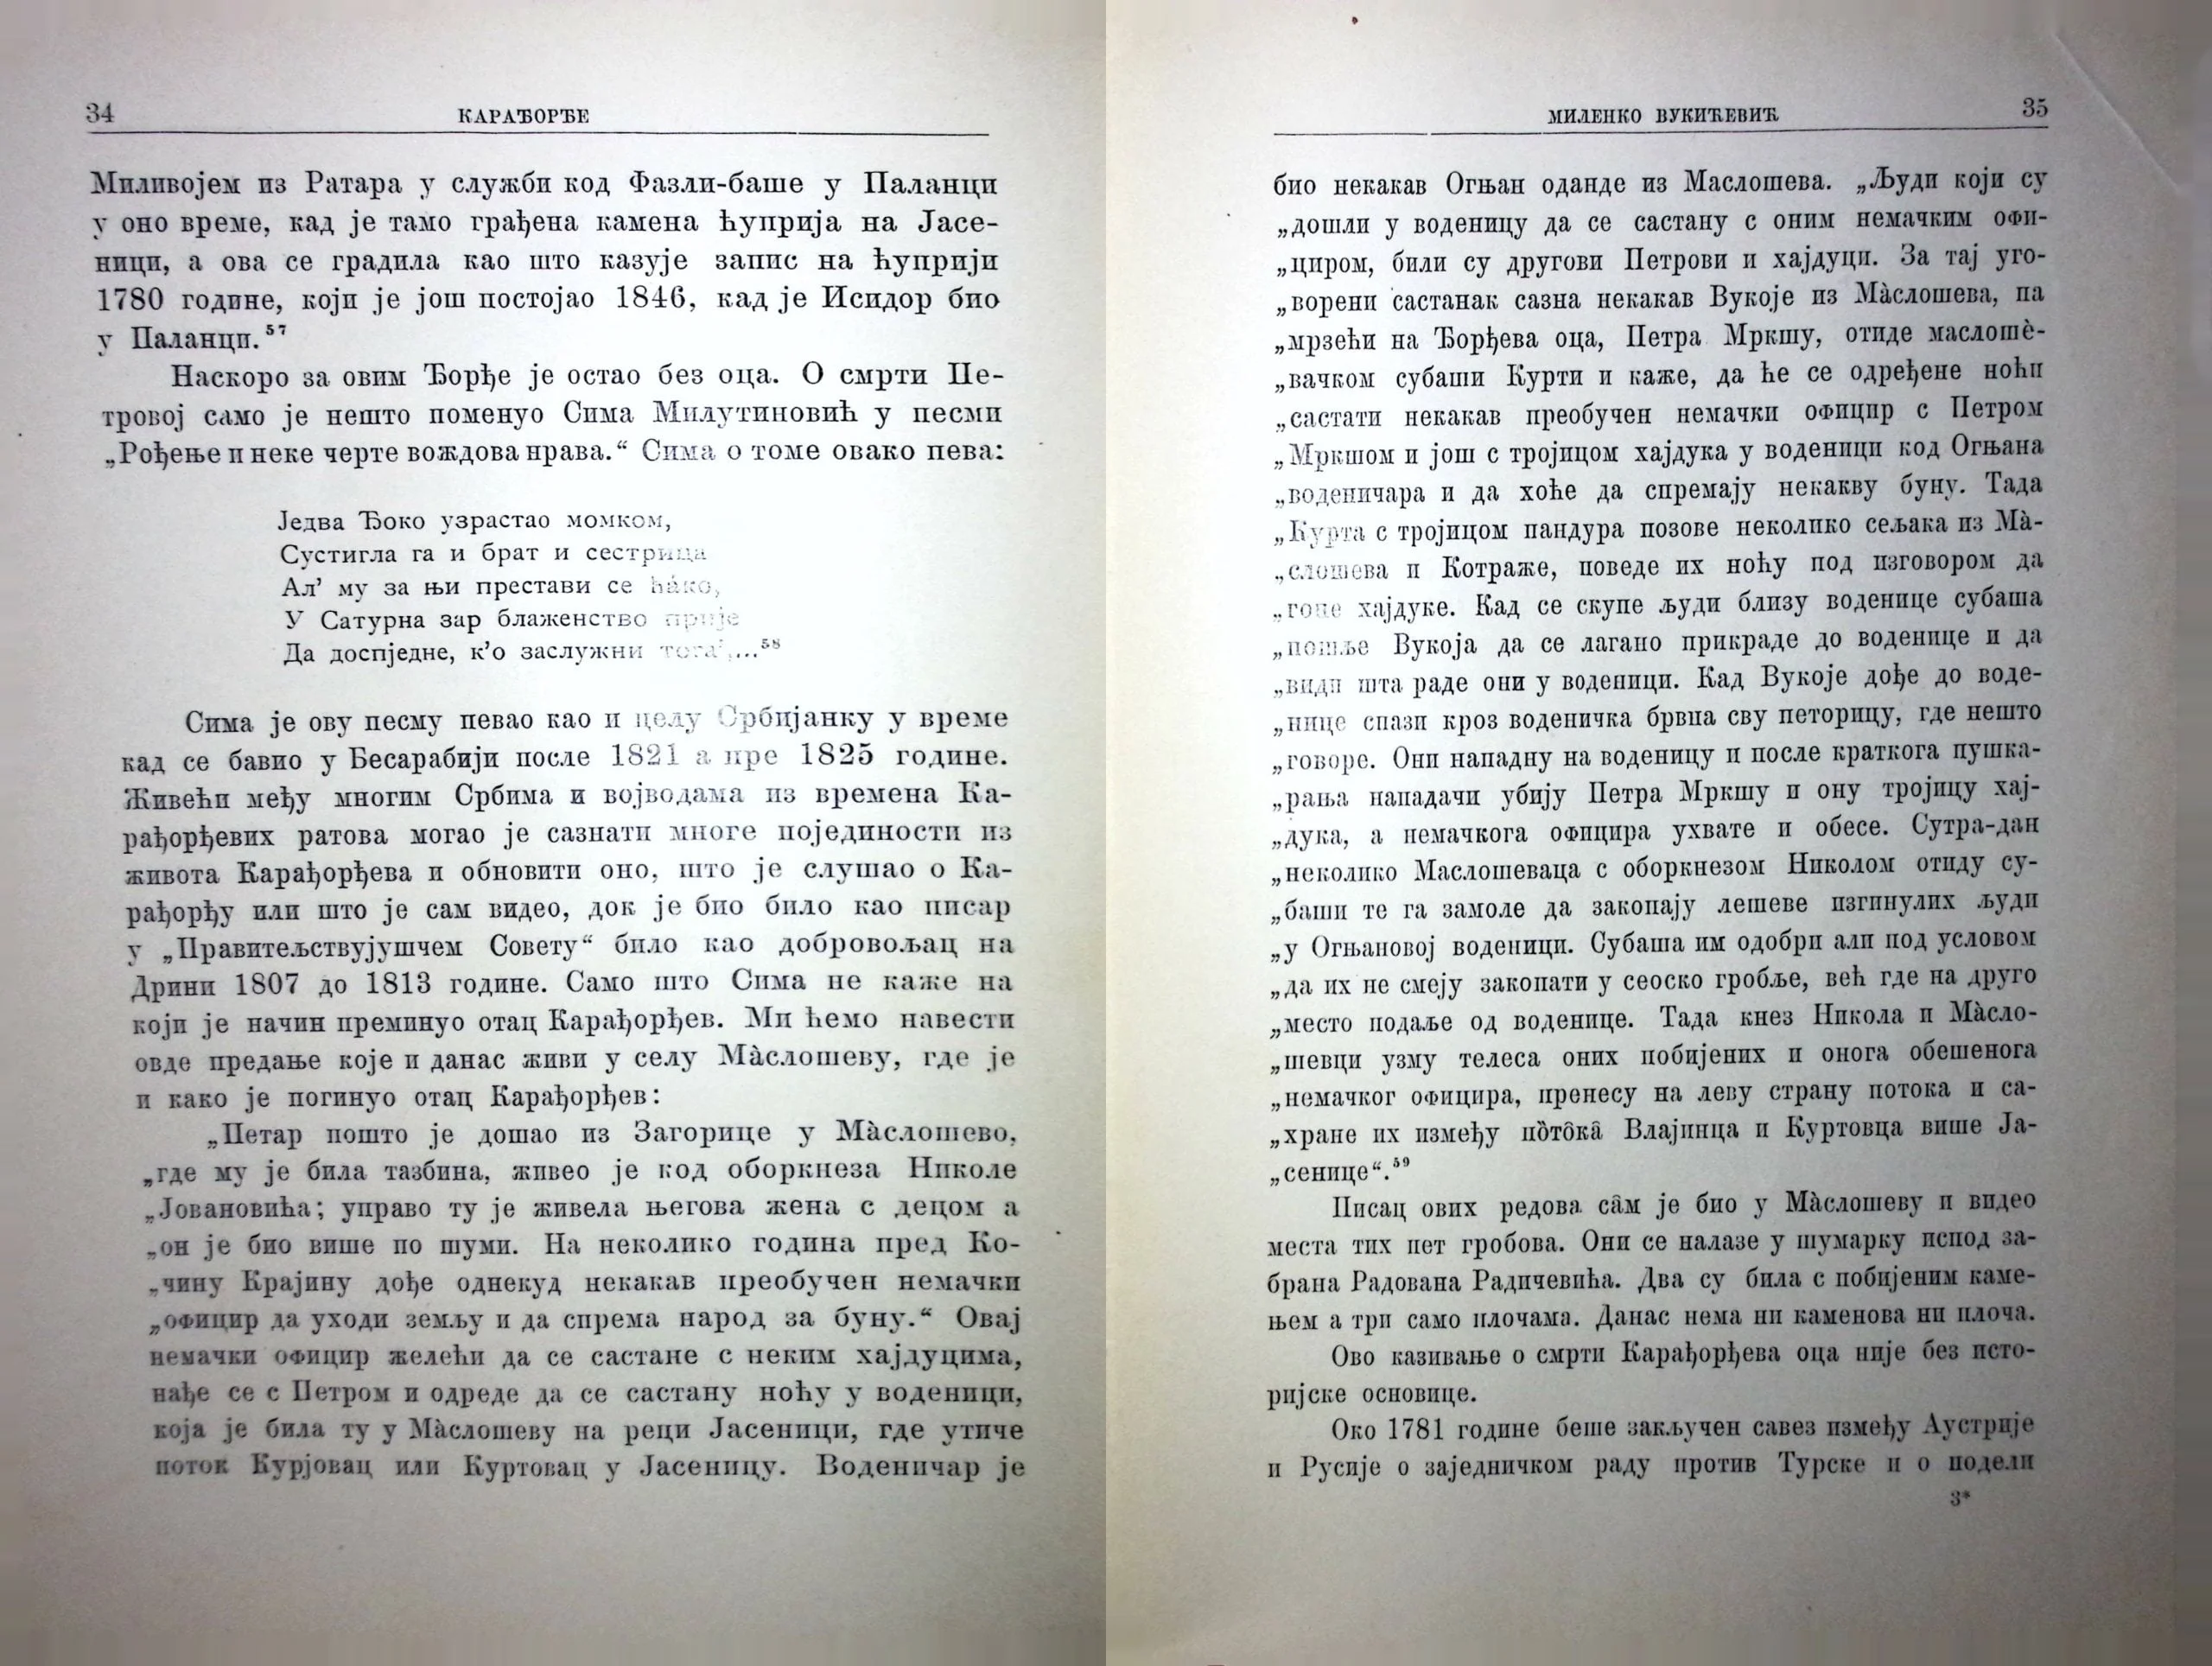 34
КАРАЂОРЂЕ
Миливојем из Ратара у служби код Фазли-баше у Паланци
у оно време, кад је тамо грађена камена ћуприја на Јасе-
ници, а ова се градила као што казује запис на ћуприји
1780 године, који је још постојао 1846, кад је Исидор био
у Паланци.⁵⁷
Наскоро за овим Ђорђе је остао без оца. О смрти Пе-
тровој само је нешто поменуо Сима Милутиновић у песми
„Рођење и неке черте вождова нрава.“ Сима о томе овако пева:
Једва Ђоко узрастао момком,
Сустигла га и брат и сестрица
Ал’ му за њи престави се ћа́ко,
У Сатурна зар блаженство прије
Да доспједне, к’о заслужни тога’,...⁵⁸
Сима је ову песму певао као и целу Србијанку у време
кад се бавио у Бесарабији после 1821 а пре 1825 године.
Живећи међу многим Србима и војводама из времена Ка-
рађорђевих ратова могао је сазнати многе појединости из
живота Карађорђева и обновити оно, што је слушао о Ка-
рађорђу или што је сам видео, док је био било као писар
у „Правитељствујушчем Совету“ било као добровољац на
Дрини 1807 до 1813 године. Само што Сима не каже на
који је начин преминуо отац Карађорђев. Ми ћемо навести
овде предање које и данас живи у селу Ма̀слошеву, где је
и како је погинуо отац Карађорђев:
„Петар пошто је дошао из Загорице у Ма̀слошево,
„где му је била тазбина, живео је код оборкнеза Николе
„Јовановића; управо ту је живела његова жена с децом а
„он је био више по шуми. На неколико година пред Ко-
„чину Крајину дође однекуд некакав преобучен немачки
„официр да уходи земљу и да спрема народ за буну.“ Овај
немачки официр желећи да се састане с неким хајдуцима,
нађе се с Петром и одреде да се састану ноћу у воденици,
која је била ту у Ма̀слошеву на реци Јасеници, где утиче
поток Курјовац или Куртовац у Јасеницу. Воденичар је
МИЛЕНКО ВУКИЋЕВИЋ
35
био некакав Огњан оданде из Маслошева. „Људи који су
„дошли у воденицу да се састану с оним немачким офи-
„циром, били су другови Петрови и хајдуци. За тај уго-
„ворени састанак сазна некакав Вукоје из Ма̀слошева, па
„мрзећи на Ђорђева оца, Петра Мркшу, отиде маслошѐ-
„вачком субаши Курти и каже, да ће се одређене ноћи
„састати некакав преобучен немачки официр с Петром
„Мркшом и још с тројицом хајдука у воденици код Огњана
„воденичара и да хоће да спремају некакву буну. Тада
„Курта с тројицом пандура позове неколико сељака из Ма̀-
„слошева и Котраже, поведе их ноћу под изговором да
„гоне хајдуке. Кад се скупе људи близу воденице субаша
„пошље Вукоја да се лагано прикраде до воденице и да
„види шта раде они у воденици. Кад Вукоје дође до воде-
„нице спази кроз воденичка брвна сву петорицу, где нешто
„говоре. Они нападну на воденицу и после краткога пушка-
„рања нападачи убију Петра Мркшу и ону тројицу хај-
„дука, а немачкога официра ухвате и обесе. Сутра-дан
„неколико Маслошеваца с оборкнезом Николом отиду су-
„баши те га замоле да закопају лешеве изгинулих људи
„у Огњановој воденици. Субаша им одобри али под условом
„да их не смеју закопати у сеоско гробље, већ где на друго
„место подаље од воденице. Тада кнез Никола и Ма̀сло-
„шевци узму телеса оних побијених и онога обешенога
„немачког официра, пренесу на леву страну потока и са-
„хране их између по̀то̂ка̂ Влајинца и Куртовца више Ја-
„сенице“.⁵⁹
Писац ових редова са̂м је био у Ма̀слошеву и видео
места тих пет гробова. Они се налазе у шумарку испод за-
брана Радована Радичевића. Два су била с побијеним каме-
њем а три само плочама. Данас нема ни каменова ни плоча.
Ово казивање о смрти Карађорђева оца није без исто-
ријске основице.
Око 1781 године беше закључен савез између Аустрије
и Русије о заједничком раду против Турске и о подели
3*